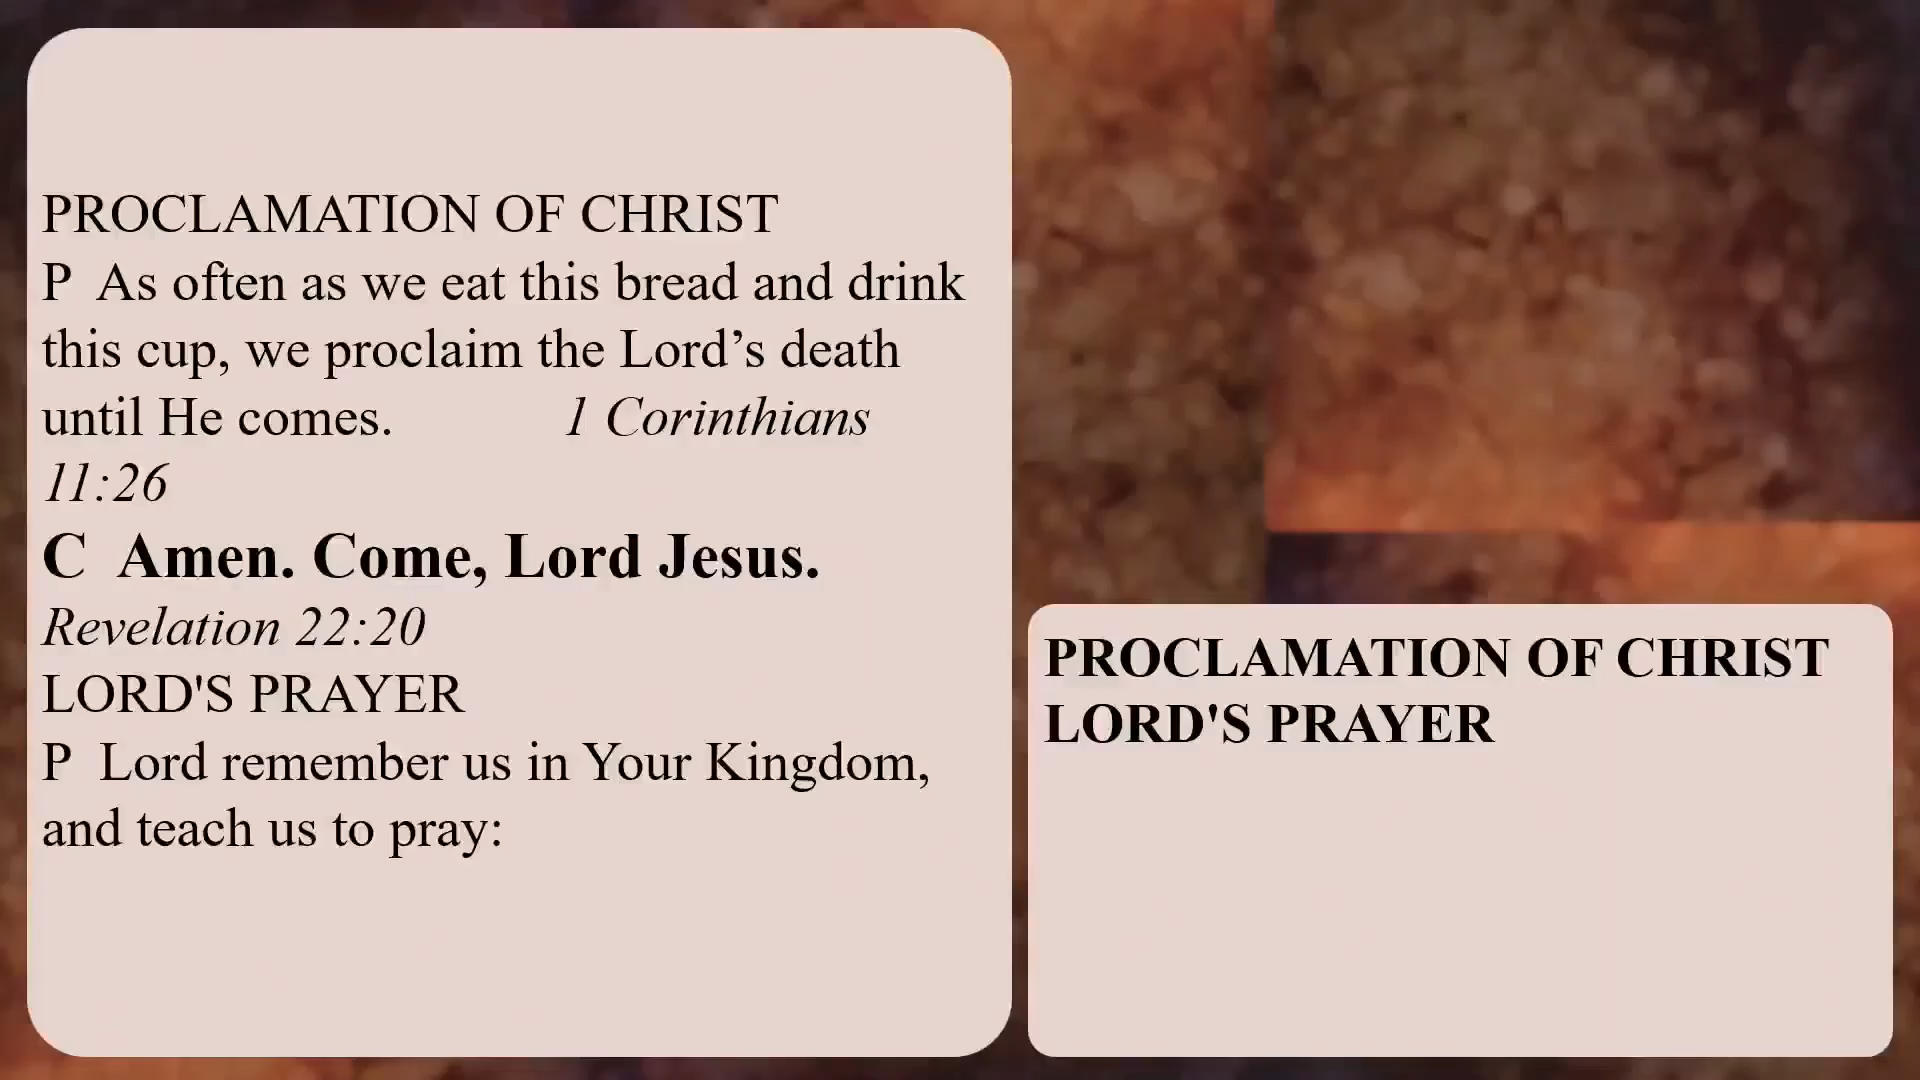 PROCLAMATION OF CHRIST
P As often as we eat this bread and drink
this cup, we proclaim the Lord’s death
until He comes. 1 Corinthians
11:26
C Amen. Come, Lord Jesus.
Revelation 22:20
LORD'S PRAYER
P Lord remember us in Your Kingdom,
and teach us to pray:
PROCLAMATION OF CHRIST
LORD'S PRAYER